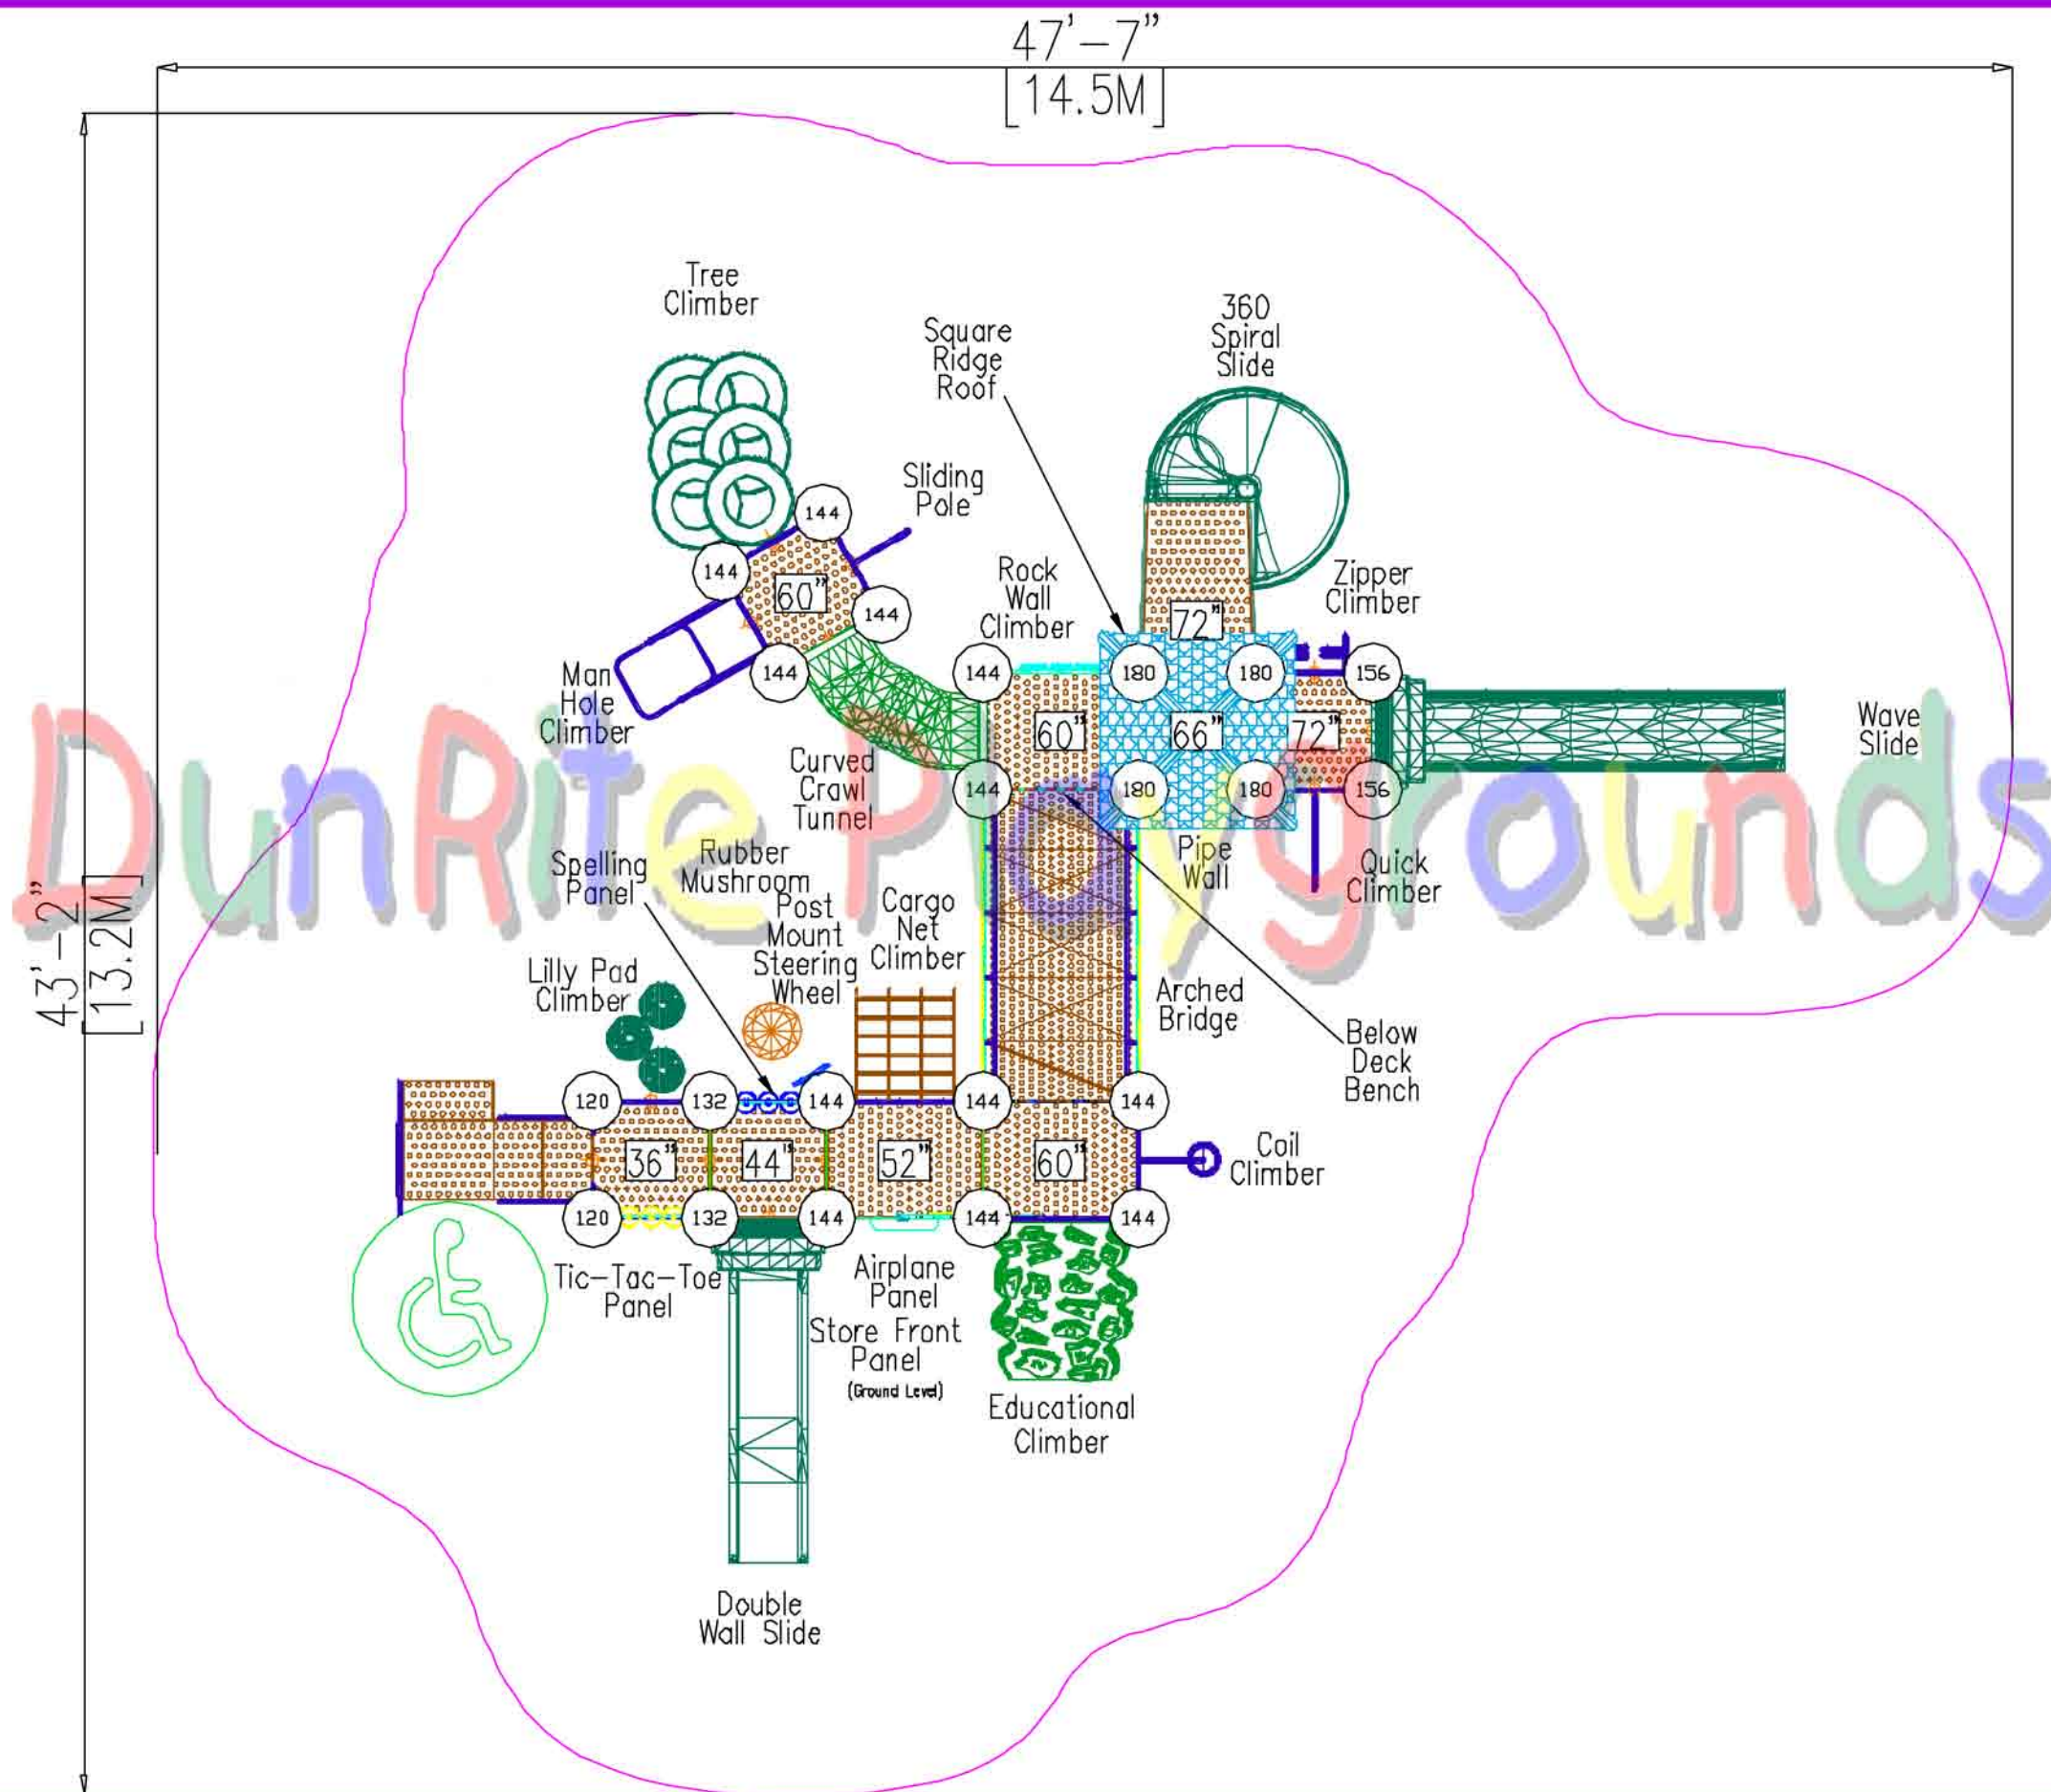 47'-7"
[14.5M]
43'-2"
[13.2M]
Tree
Climber
Square
Ridge
Roof
360
Spiral
Slide
Sliding
Pole
144
144
60"
144
144
Rock
Wall
Climber
Zipper
Climber
72"
Man
Hole
Climber
144
180
180
156
60"
66"
72"
Wave
Slide
144
180
180
156
Curved
Crawl
Tunnel
DunRite Playgrounds
Pipe
Wall
Quick
Climber
Spelling
Panel
Rubber
Mushroom
Post
Mount
Steering
Wheel
Cargo
Net
Climber
Lilly Pad
Climber
Arched
Bridge
Below
Deck
Bench
120
132
144
144
144
36"
44"
52"
60"
Coil
Climber
120
132
144
144
144
Tic-Tac-Toe
Panel
Airplane
Panel
Store Front
Panel
(Ground Level)
Educational
Climber
Double
Wall Slide